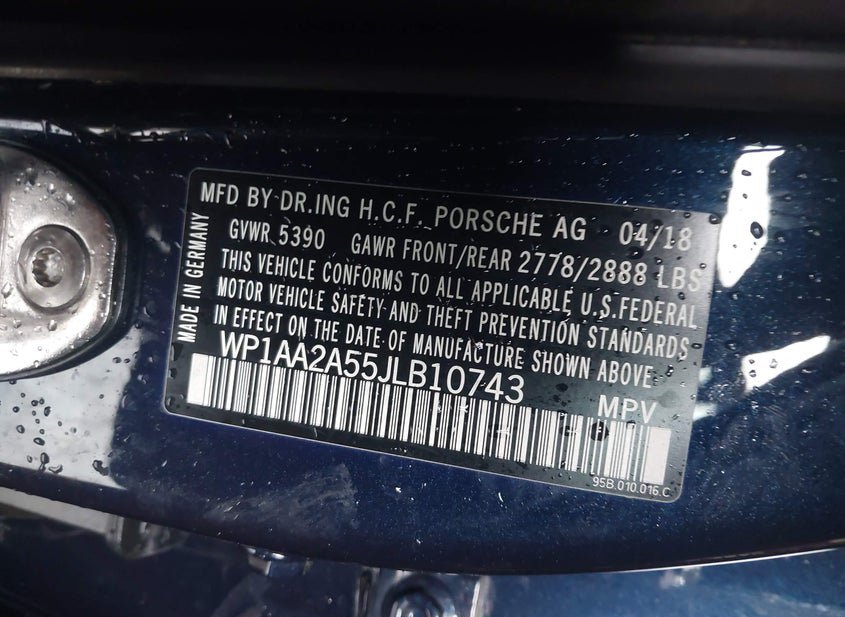 MFD BY DR.ING H.C.F. PORSCHE AG 04/18
GVWR 5390 GAWR FRONT/REAR 2778/2888 LBS
THIS VEHICLE CONFORMS TO ALL APPLICABLE U.S.FEDERAL
MOTOR VEHICLE SAFETY AND THEFT PREVENTION STANDARDS
IN EFFECT ON THE DATE OF MANUFACTURE SHOWN ABOVE.
WP1AA2A55JLB10743
MPV
MADE IN GERMANY
95B.010.016.C